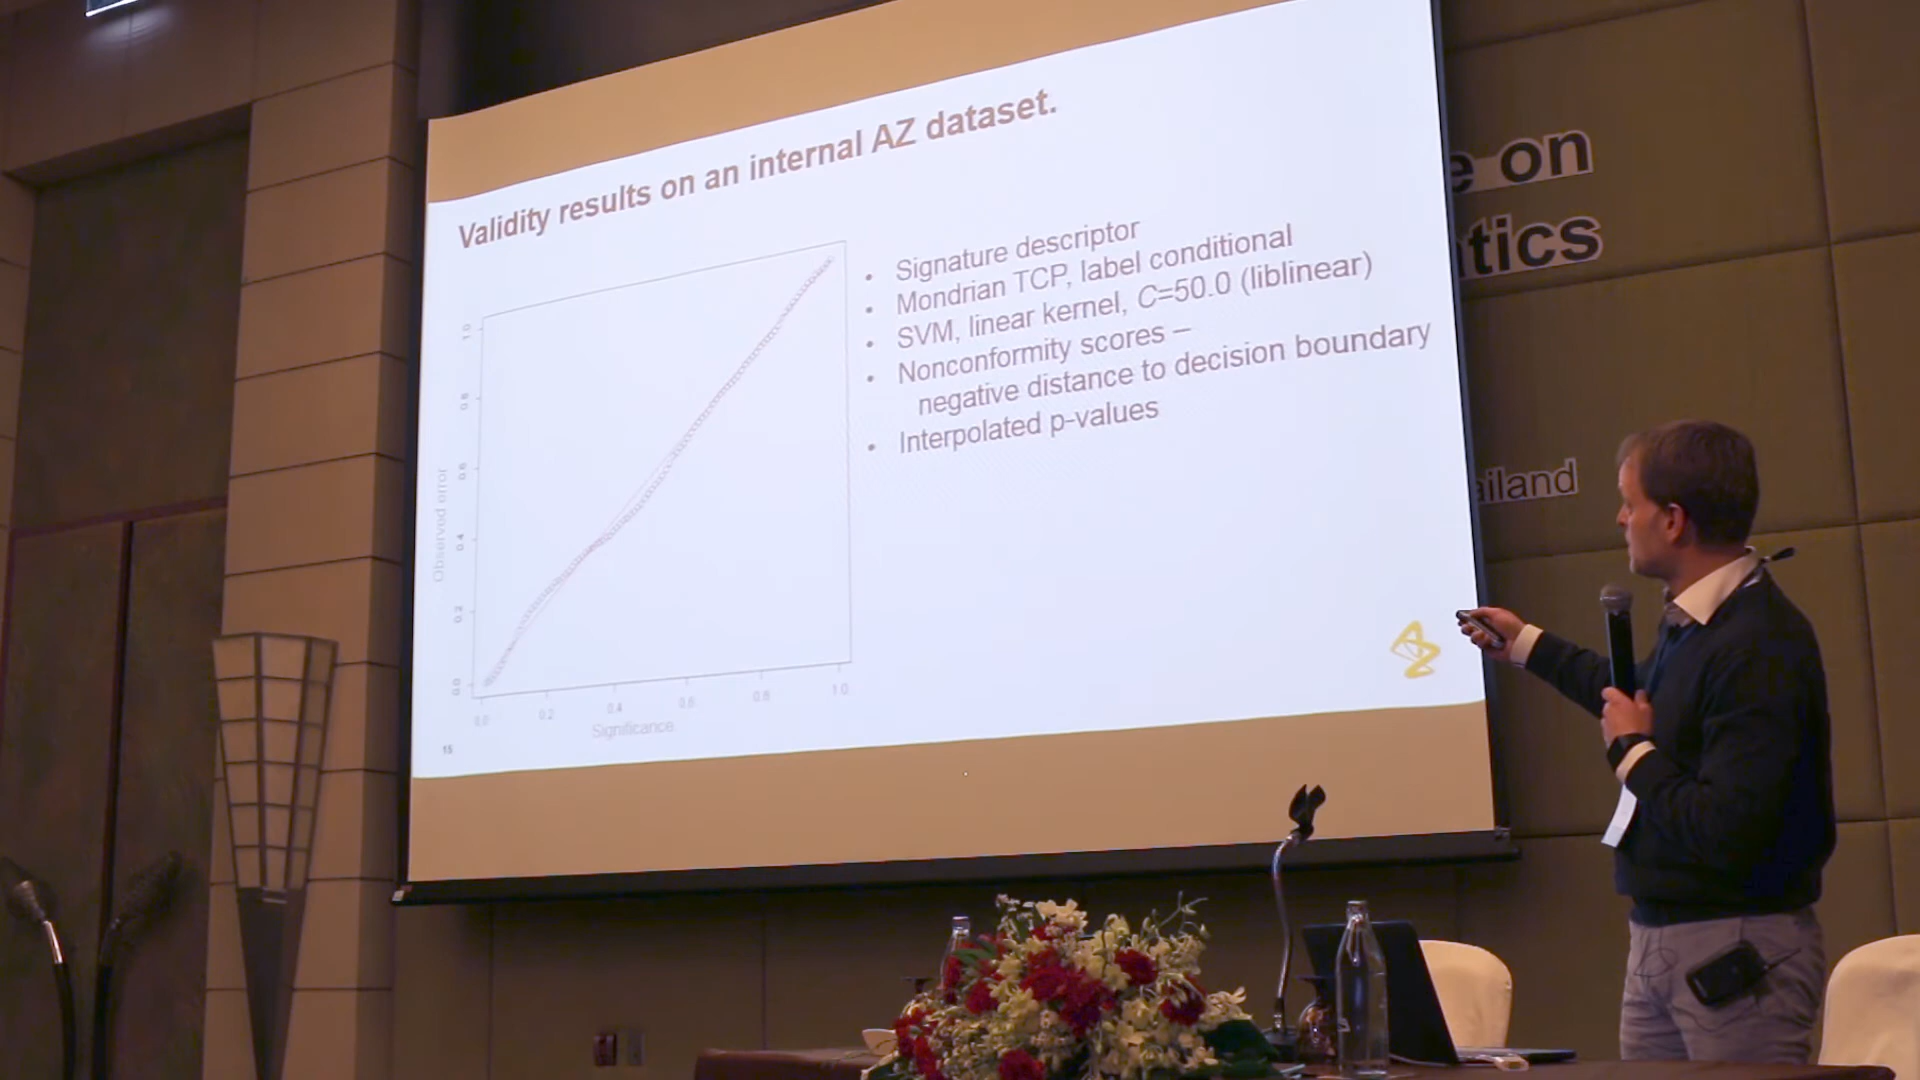 Validity results on an internal AZ dataset.
• Signature descriptor
• Mondrian TCP, label conditional
• SVM, linear kernel, C=50.0 (liblinear)
• Nonconformity scores –
negative distance to decision boundary
• Interpolated p-values
Observed error
0.0
0.2
0.4
0.6
0.8
1.0
0.0
0.2
0.4
0.6
0.8
1.0
Significance
15
on